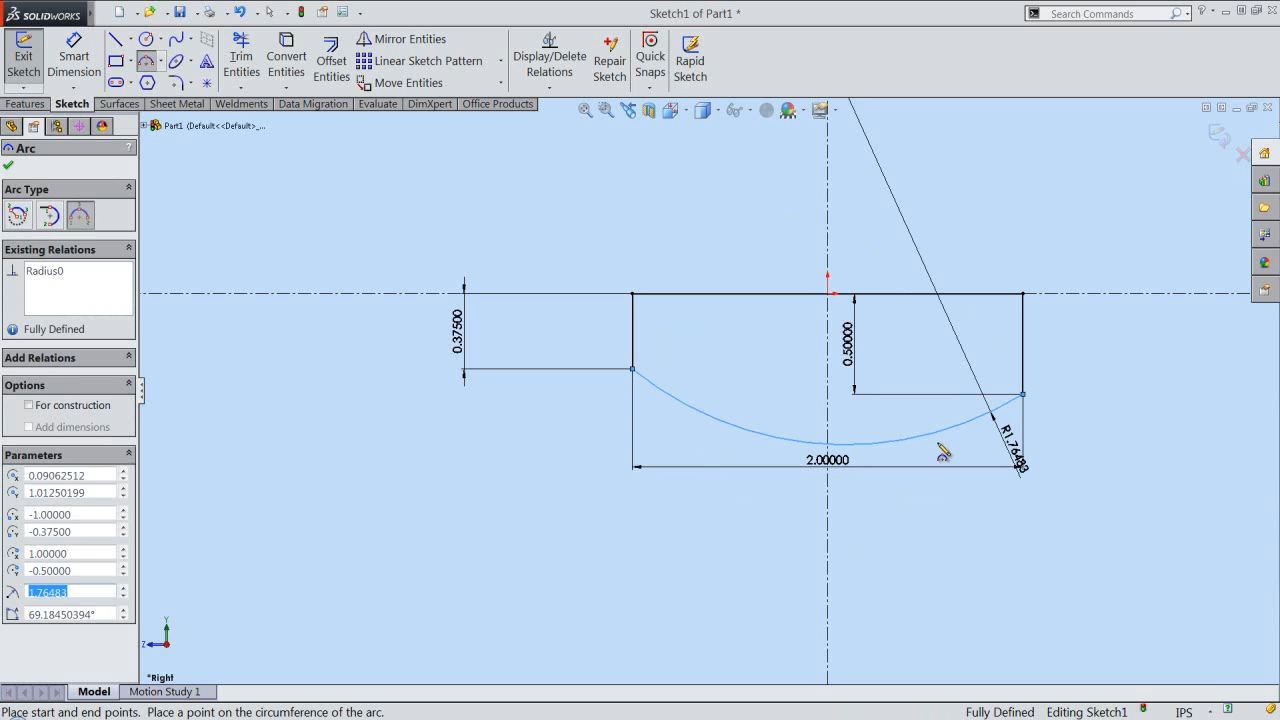 SOLIDWORKS
Sketch1 of Part1 *
Search Commands
Exit
Sketch
Smart
Dimension
Trim
Entities
Convert
Entities
Offset
Entities
Mirror Entities
Linear Sketch Pattern
Move Entities
Display/Delete
Relations
Repair
Sketch
Quick
Snaps
Rapid
Sketch
Features
Sketch
Surfaces
Sheet Metal
Weldments
Data Migration
Evaluate
DimXpert
Office Products
Part1 (Default<<Default>_...
Arc
?
Arc Type
Existing Relations
Radius0
Fully Defined
Add Relations
Options
For construction
Add dimensions
Parameters
0.09062512
1.01250199
-1.00000
-0.37500
1.00000
-0.50000
1.76483
69.18450394°
0.37500
0.50000
2.00000
R1.76483
Y
Z
*Right
Model
Motion Study 1
Place start and end points. Place a point on the circumference of the arc.
Fully Defined
Editing Sketch1
IPS